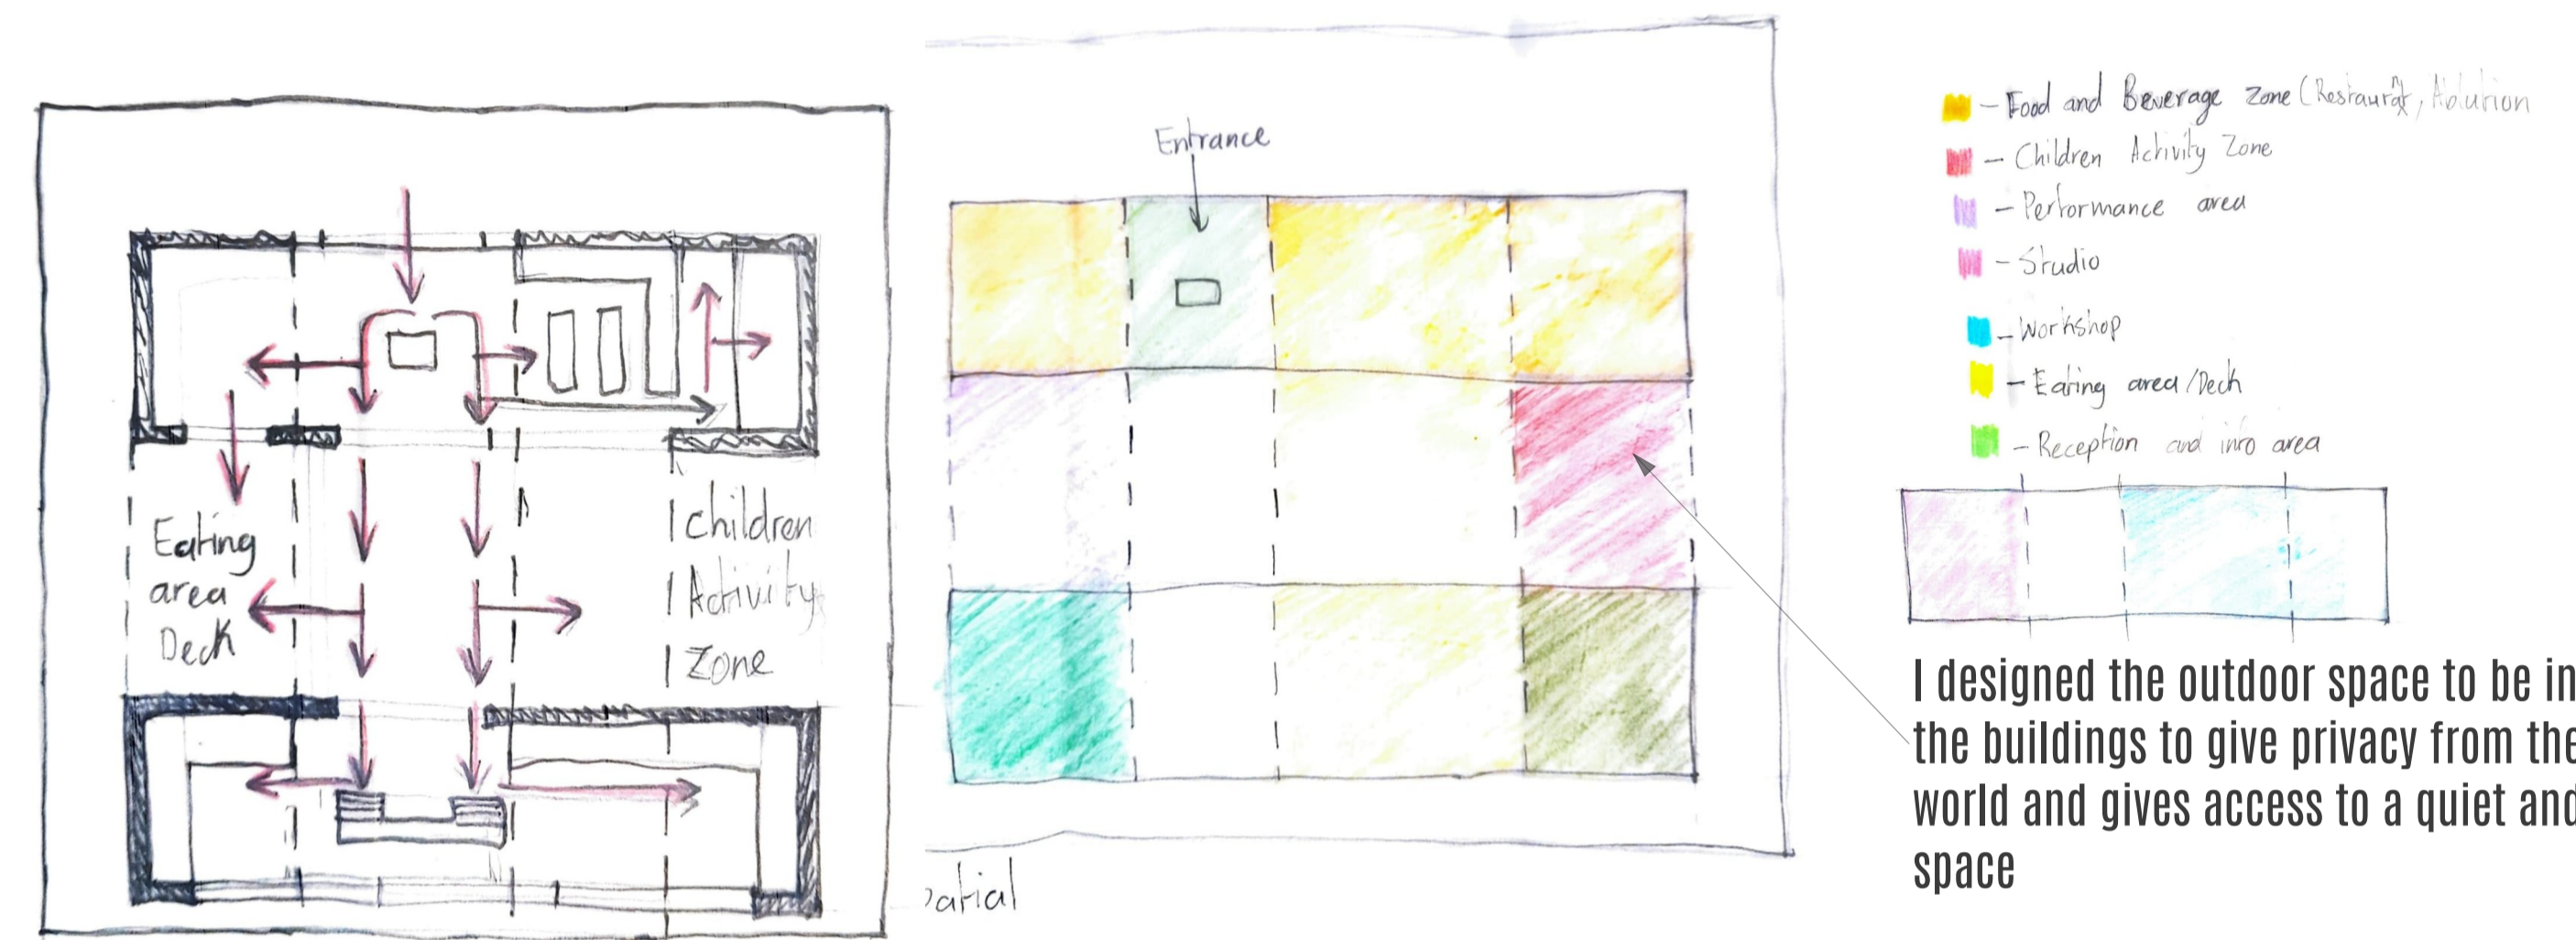 Entrance
Eating
area
Deck
Children
Activity
Zone
patial
– Food and Beverage Zone (Restaurant, Ablution
– Children Activity Zone
– Performance area
– Studio
– Workshop
– Eating area/Deck
– Reception and info area
I designed the outdoor space to be in
the buildings to give privacy from the
world and gives access to a quiet and
space